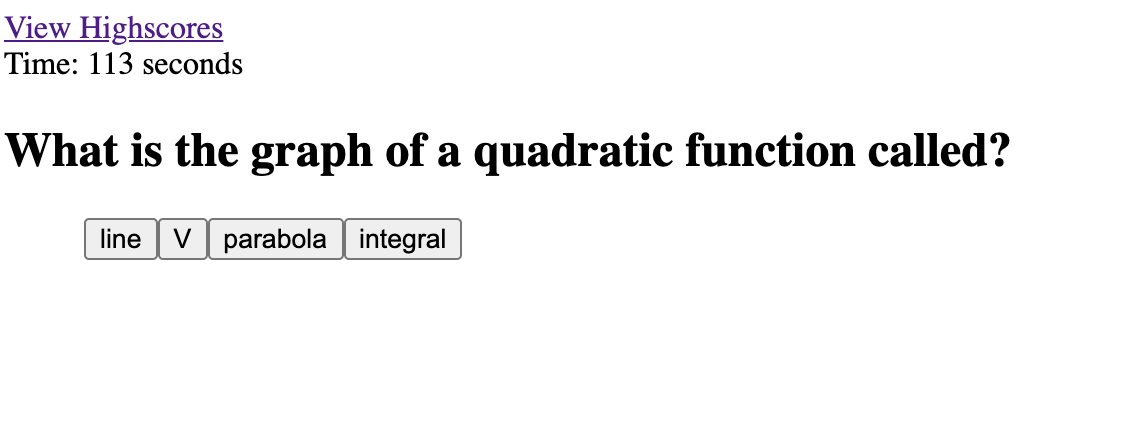 View Highscores
Time: 113 seconds
What is the graph of a quadratic function called?
line V parabola integral